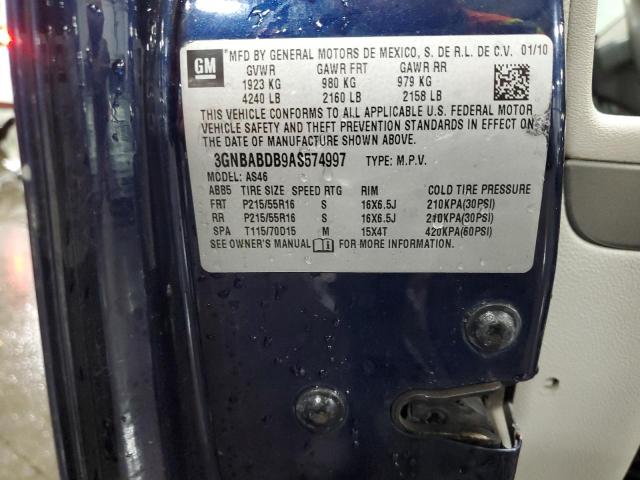 GM MFD BY GENERAL MOTORS DE MEXICO, S. DE R.L. DE C.V. 01/10
GVWR GAWR FRT GAWR RR
1923 KG 980 KG 979 KG
4240 LB 2160 LB 2158 LB
THIS VEHICLE CONFORMS TO ALL APPLICABLE U.S. FEDERAL MOTOR
VEHICLE SAFETY AND THEFT PREVENTION STANDARDS IN EFFECT ON
THE DATE OF MANUFACTURE SHOWN ABOVE.
3GNBABDB9AS574997 TYPE: M.P.V.
MODEL: AS46
ABB5 TIRE SIZE SPEED RTG RIM COLD TIRE PRESSURE
FRT P215/55R16 S 16X6.5J 210KPA(30PSI)
RR P215/55R16 S 16X6.5J 210KPA(30PSI)
SPA T115/70D15 M 15X4T 420KPA(60PSI)
SEE OWNER'S MANUAL FOR MORE INFORMATION.